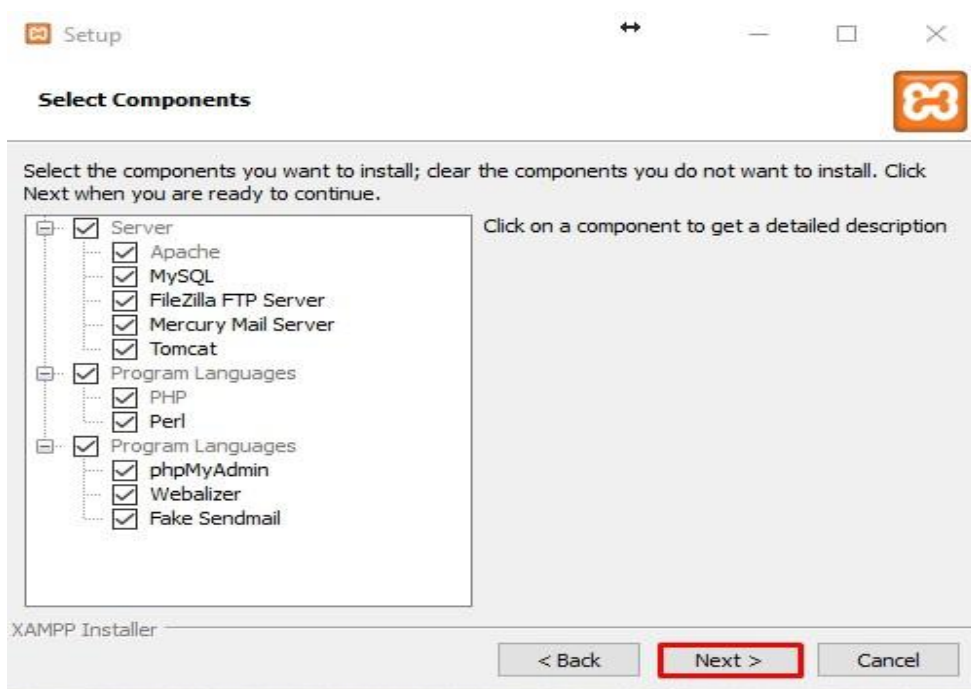 Setup
Select Components
Select the components you want to install; clear the components you do not want to install. Click
Next when you are ready to continue.
Server
Apache
MySQL
FileZilla FTP Server
Mercury Mail Server
Tomcat
Program Languages
PHP
Perl
Program Languages
phpMyAdmin
Webalizer
Fake Sendmail
Click on a component to get a detailed description
XAMPP Installer
< Back
Next >
Cancel